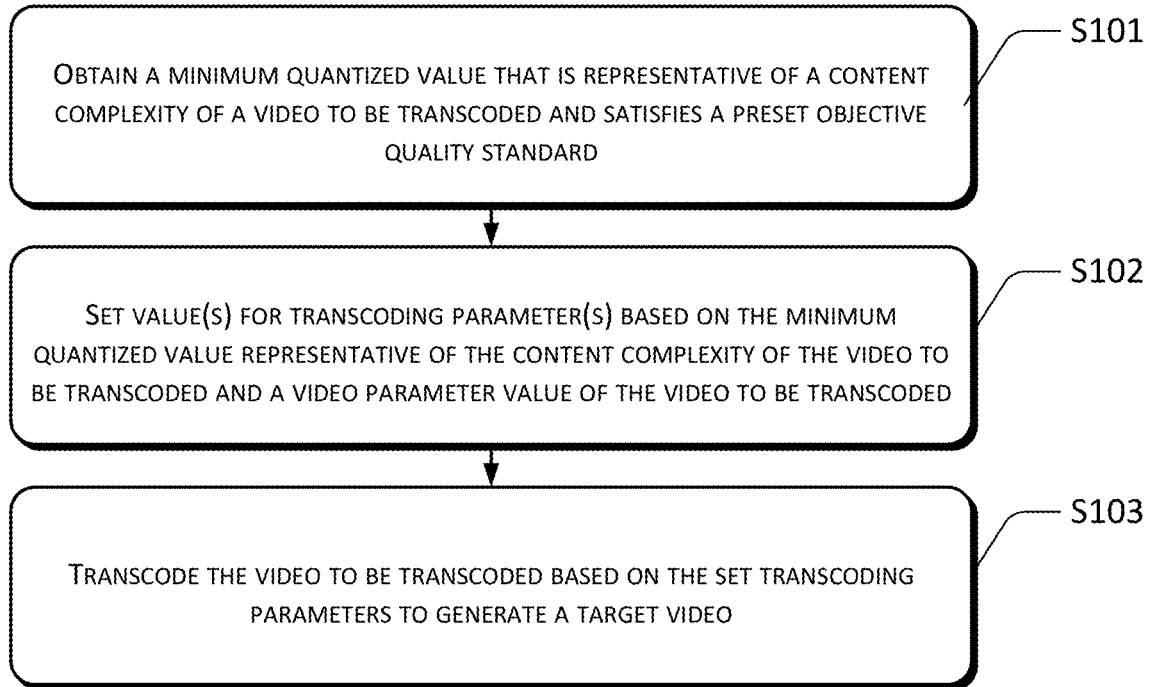 S101
OBTAIN A MINIMUM QUANTIZED VALUE THAT IS REPRESENTATIVE OF A CONTENT
COMPLEXITY OF A VIDEO TO BE TRANSCODED AND SATISFIES A PRESET OBJECTIVE
QUALITY STANDARD
S102
SET VALUE(S) FOR TRANSCODING PARAMETER(S) BASED ON THE MINIMUM
QUANTIZED VALUE REPRESENTATIVE OF THE CONTENT COMPLEXITY OF THE VIDEO TO
BE TRANSCODED AND A VIDEO PARAMETER VALUE OF THE VIDEO TO BE TRANSCODED
S103
TRANSCODE THE VIDEO TO BE TRANSCODED BASED ON THE SET TRANSCODING
PARAMETERS TO GENERATE A TARGET VIDEO